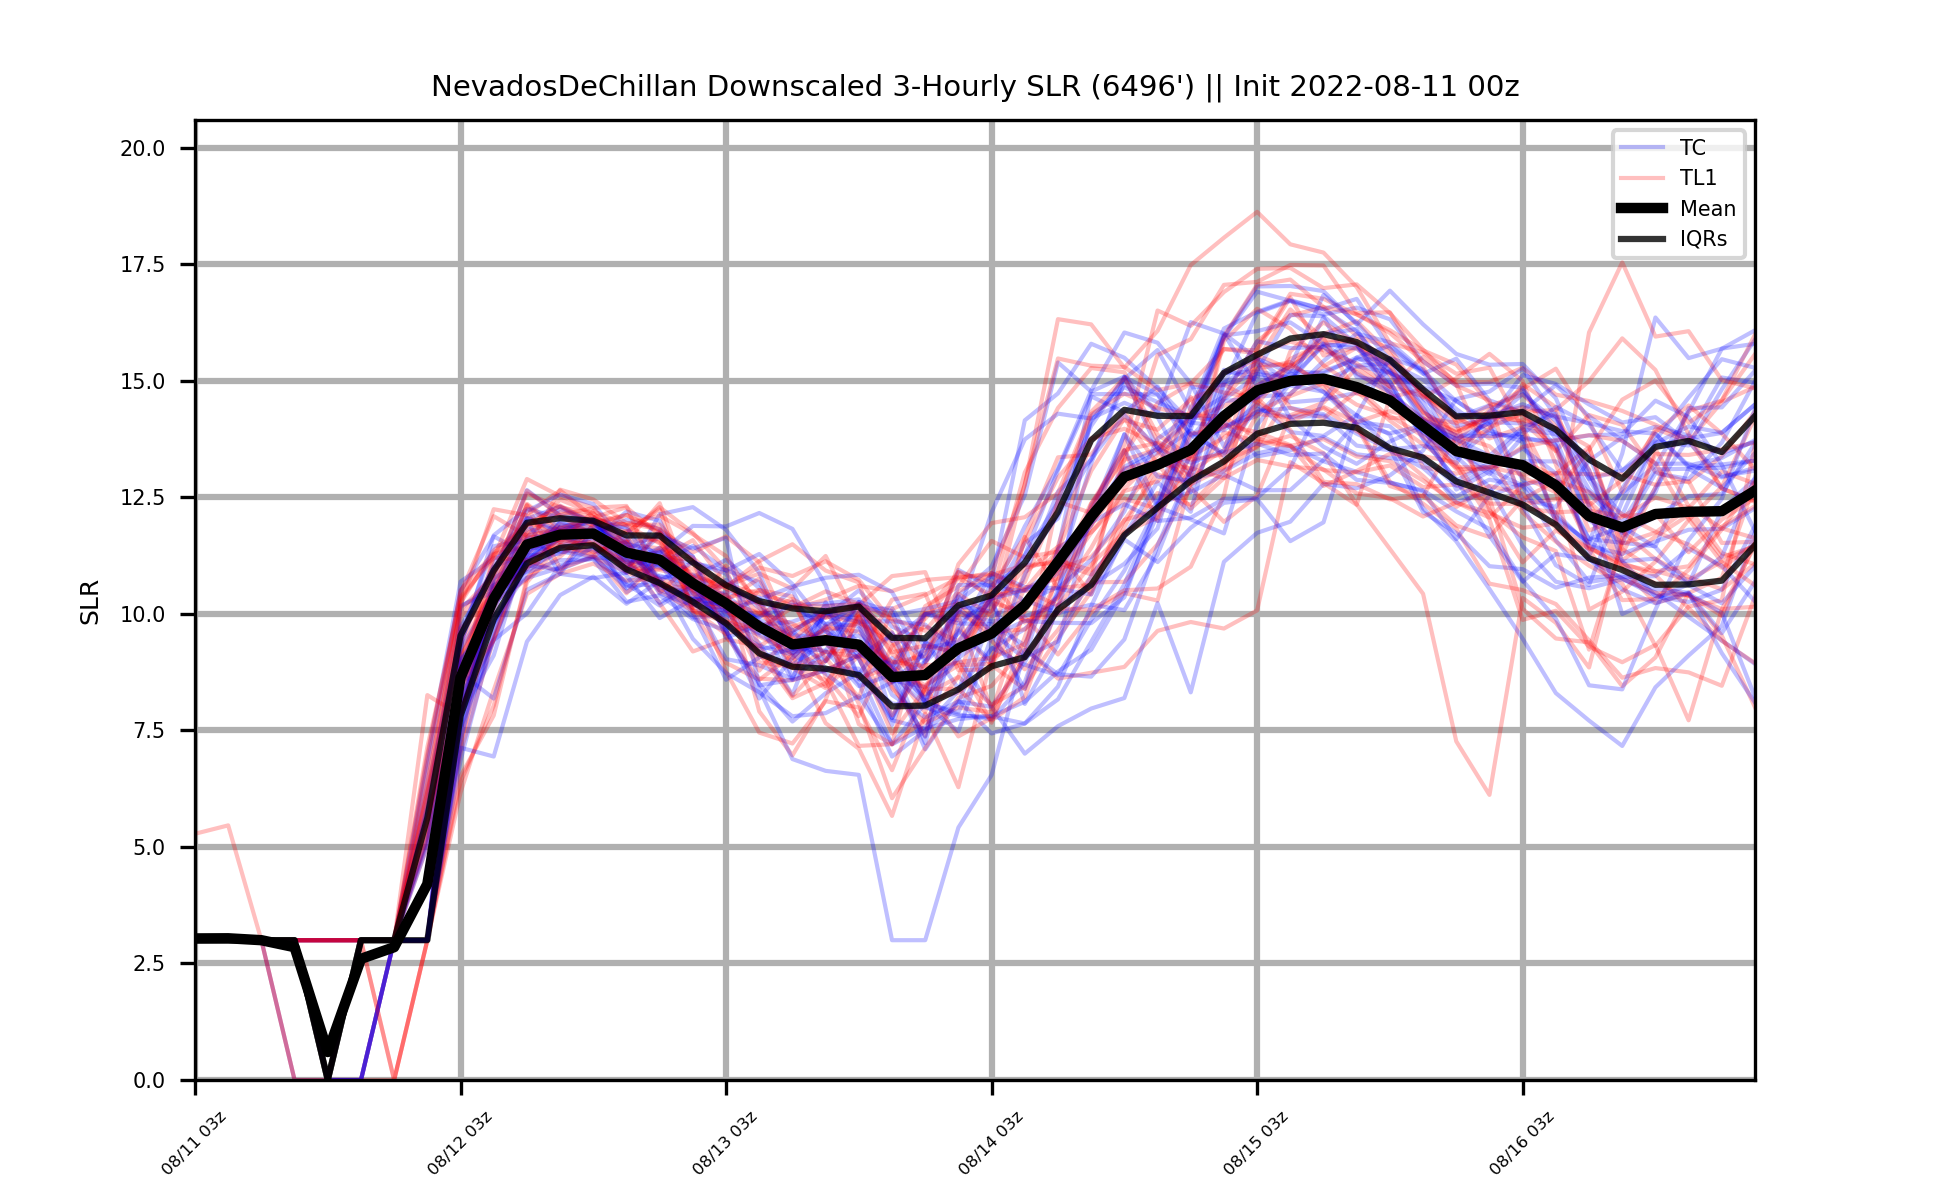 NevadosDeChillan Downscaled 3-Hourly SLR (6496') || Init 2022-08-11 00z
TC
TL1
Mean
IQRs
SLR
20.0
17.5
15.0
12.5
10.0
7.5
5.0
2.5
0.0
08/11 03z
08/12 03z
08/13 03z
08/14 03z
08/15 03z
08/16 03z